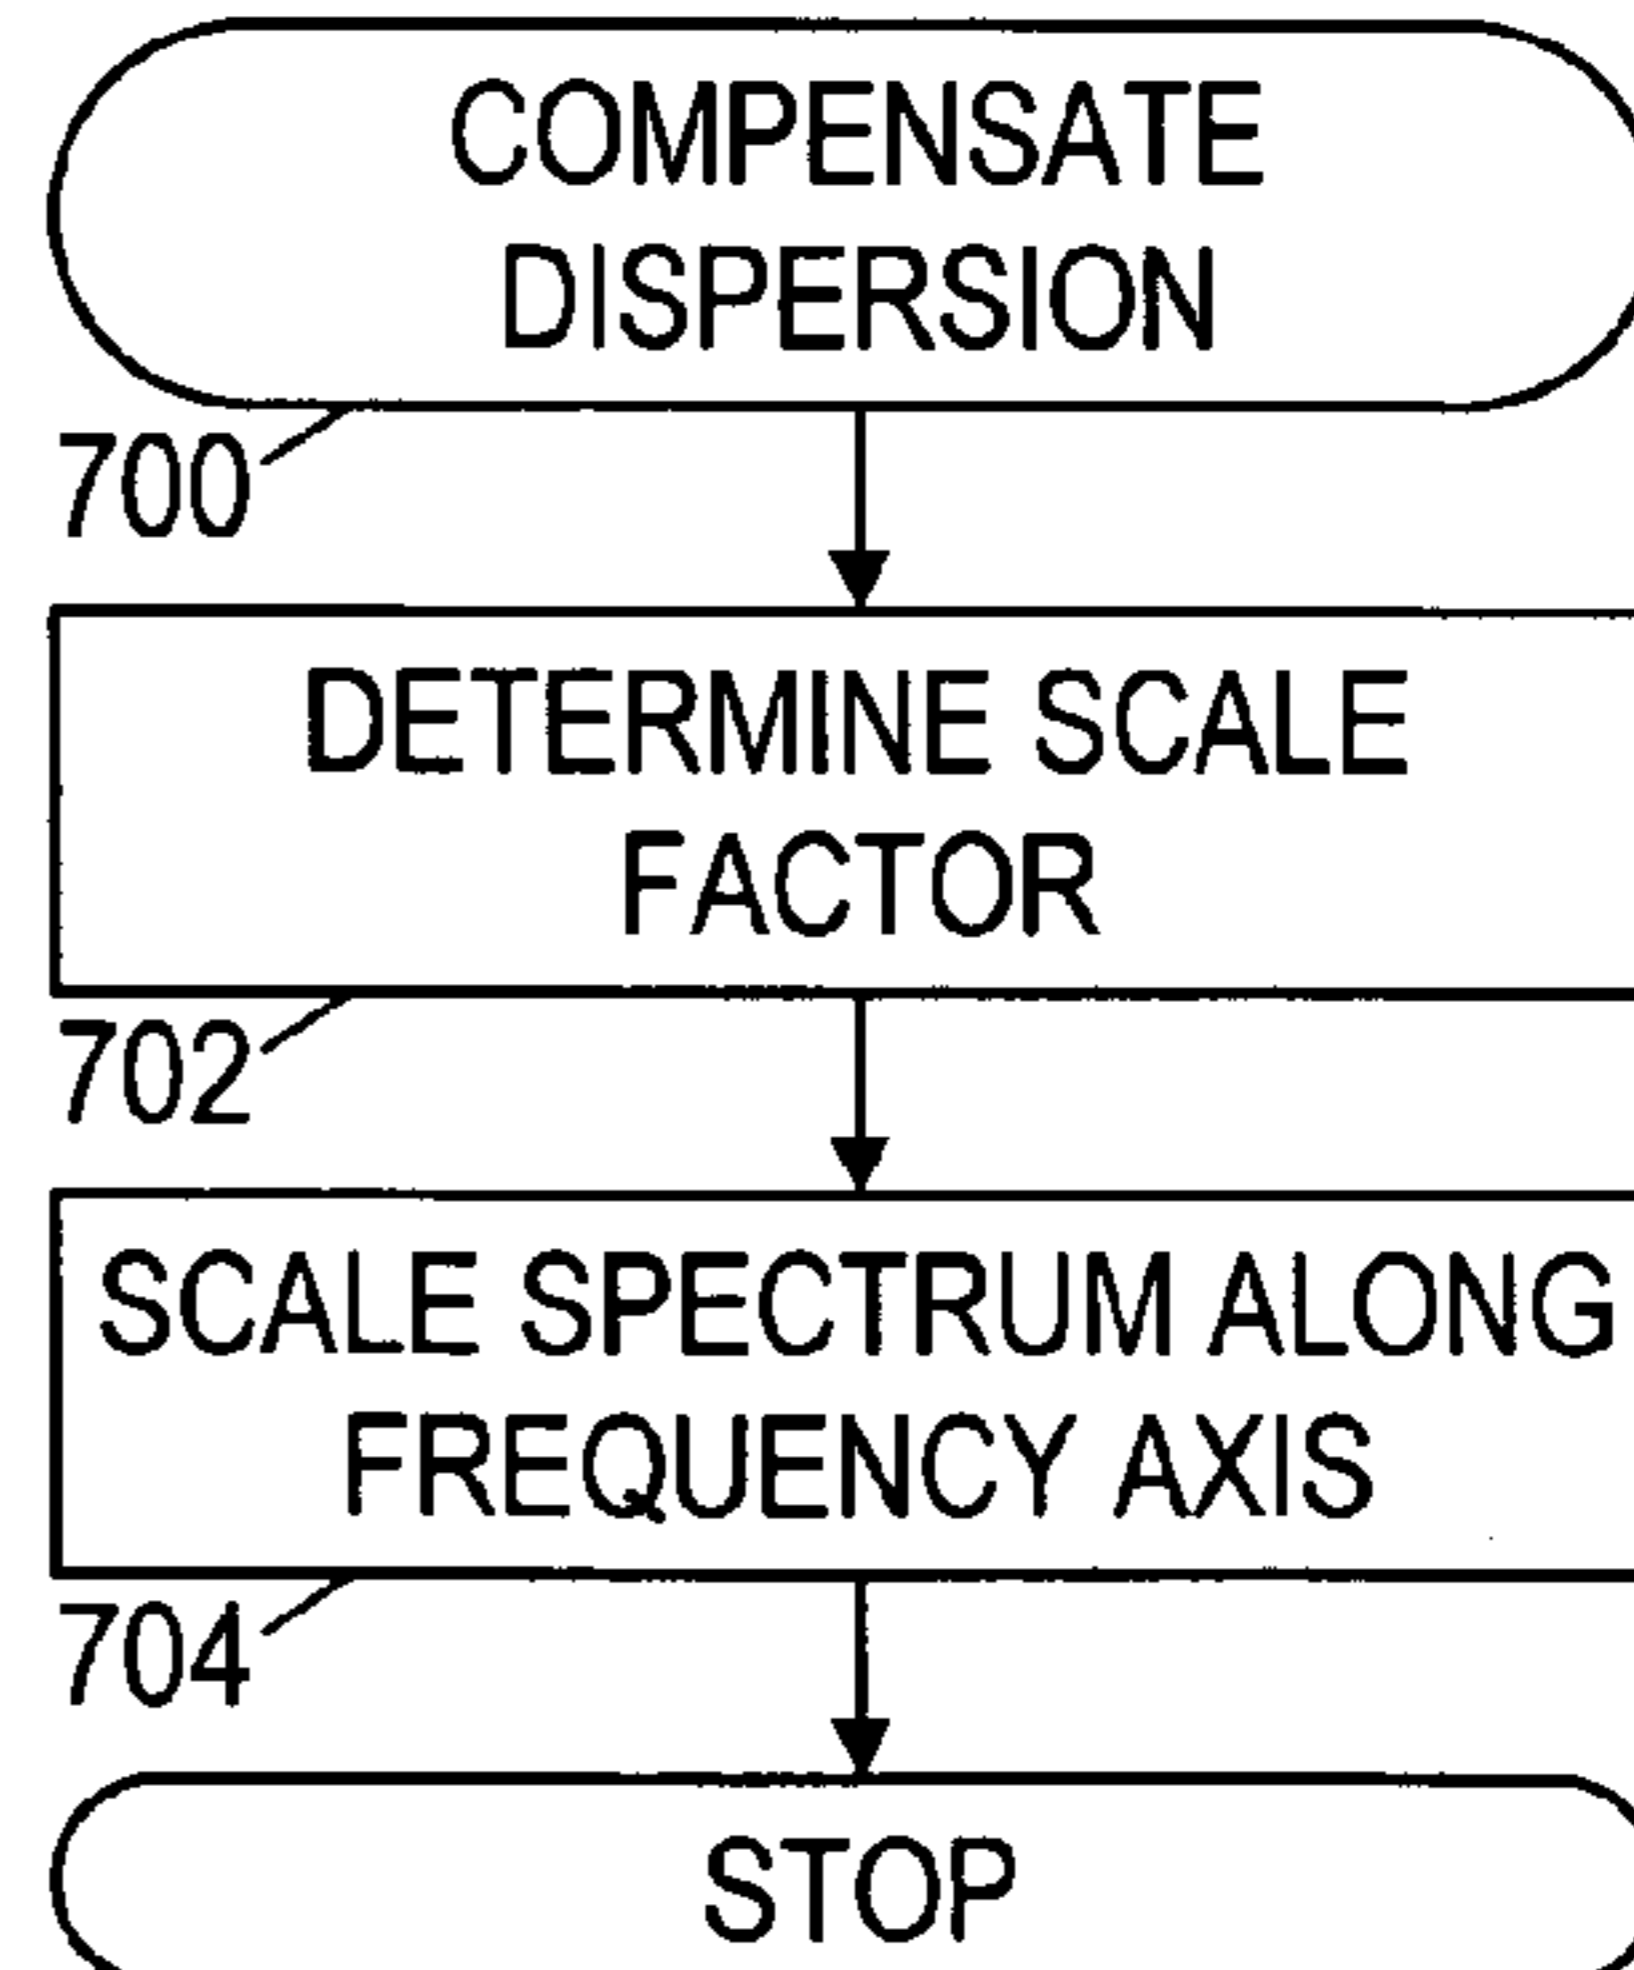 COMPENSATE
DISPERSION
700
DETERMINE SCALE
FACTOR
702
SCALE SPECTRUM ALONG
FREQUENCY AXIS
704
STOP